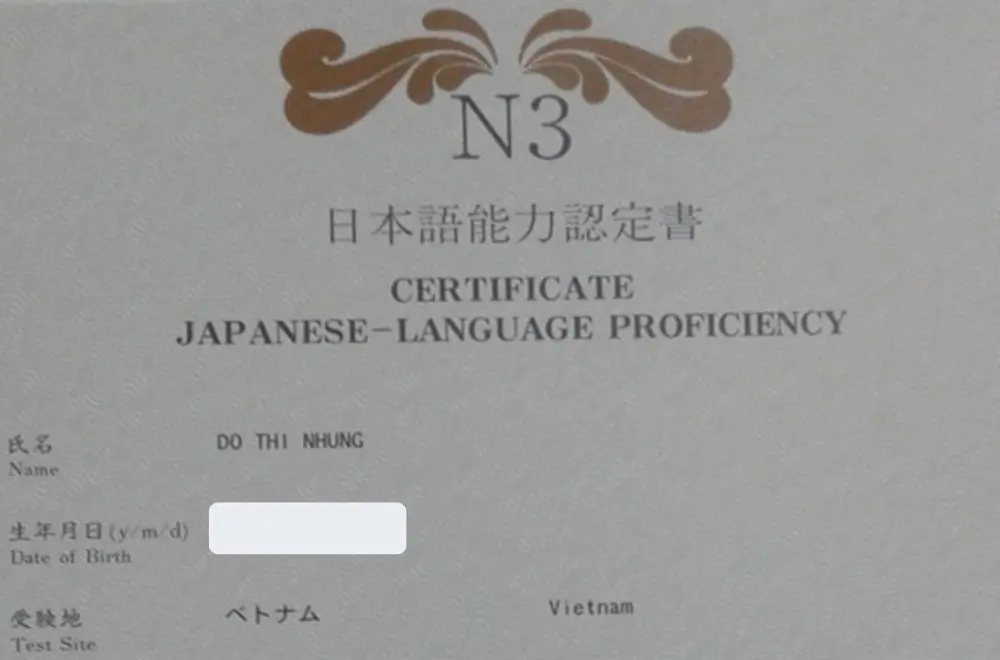 N3
日本語能力認定書
CERTIFICATE
JAPANESE-LANGUAGE PROFICIENCY
氏名 DO THI NHUNG
Name
生年月日(y/m/d)
Date of Birth
受験地 ベトナム Vietnam
Test Site